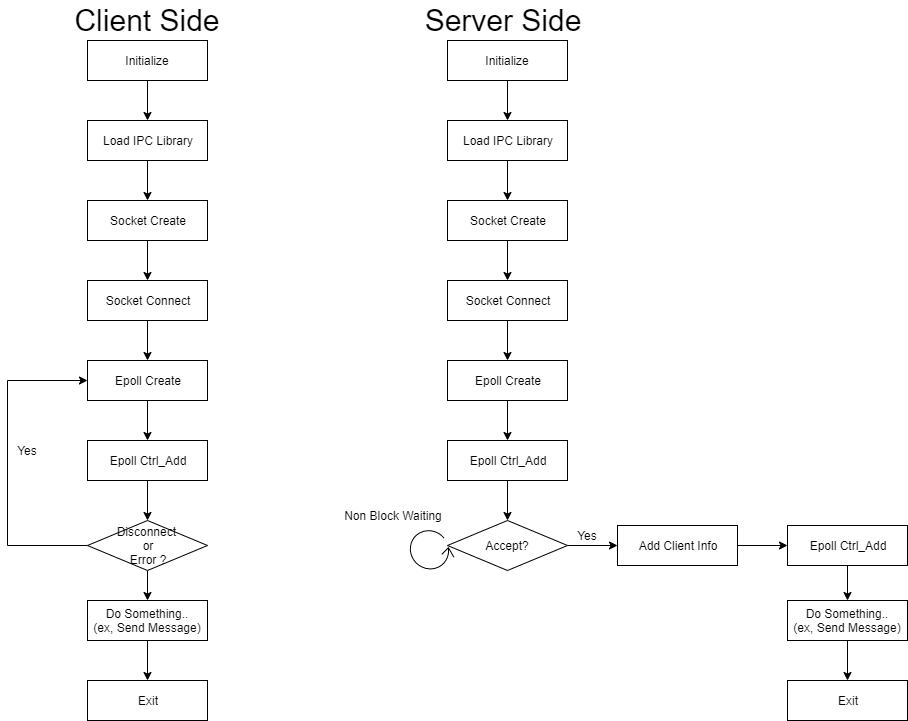 Client Side
Initialize
Load IPC Library
Socket Create
Socket Connect
Epoll Create
Yes
Epoll Ctrl_Add
Disconnect
or
Error ?
Do Something..
(ex, Send Message)
Exit
Server Side
Initialize
Load IPC Library
Socket Create
Socket Connect
Epoll Create
Epoll Ctrl_Add
Non Block Waiting
Accept?
Yes
Add Client Info
Epoll Ctrl_Add
Do Something..
(ex, Send Message)
Exit